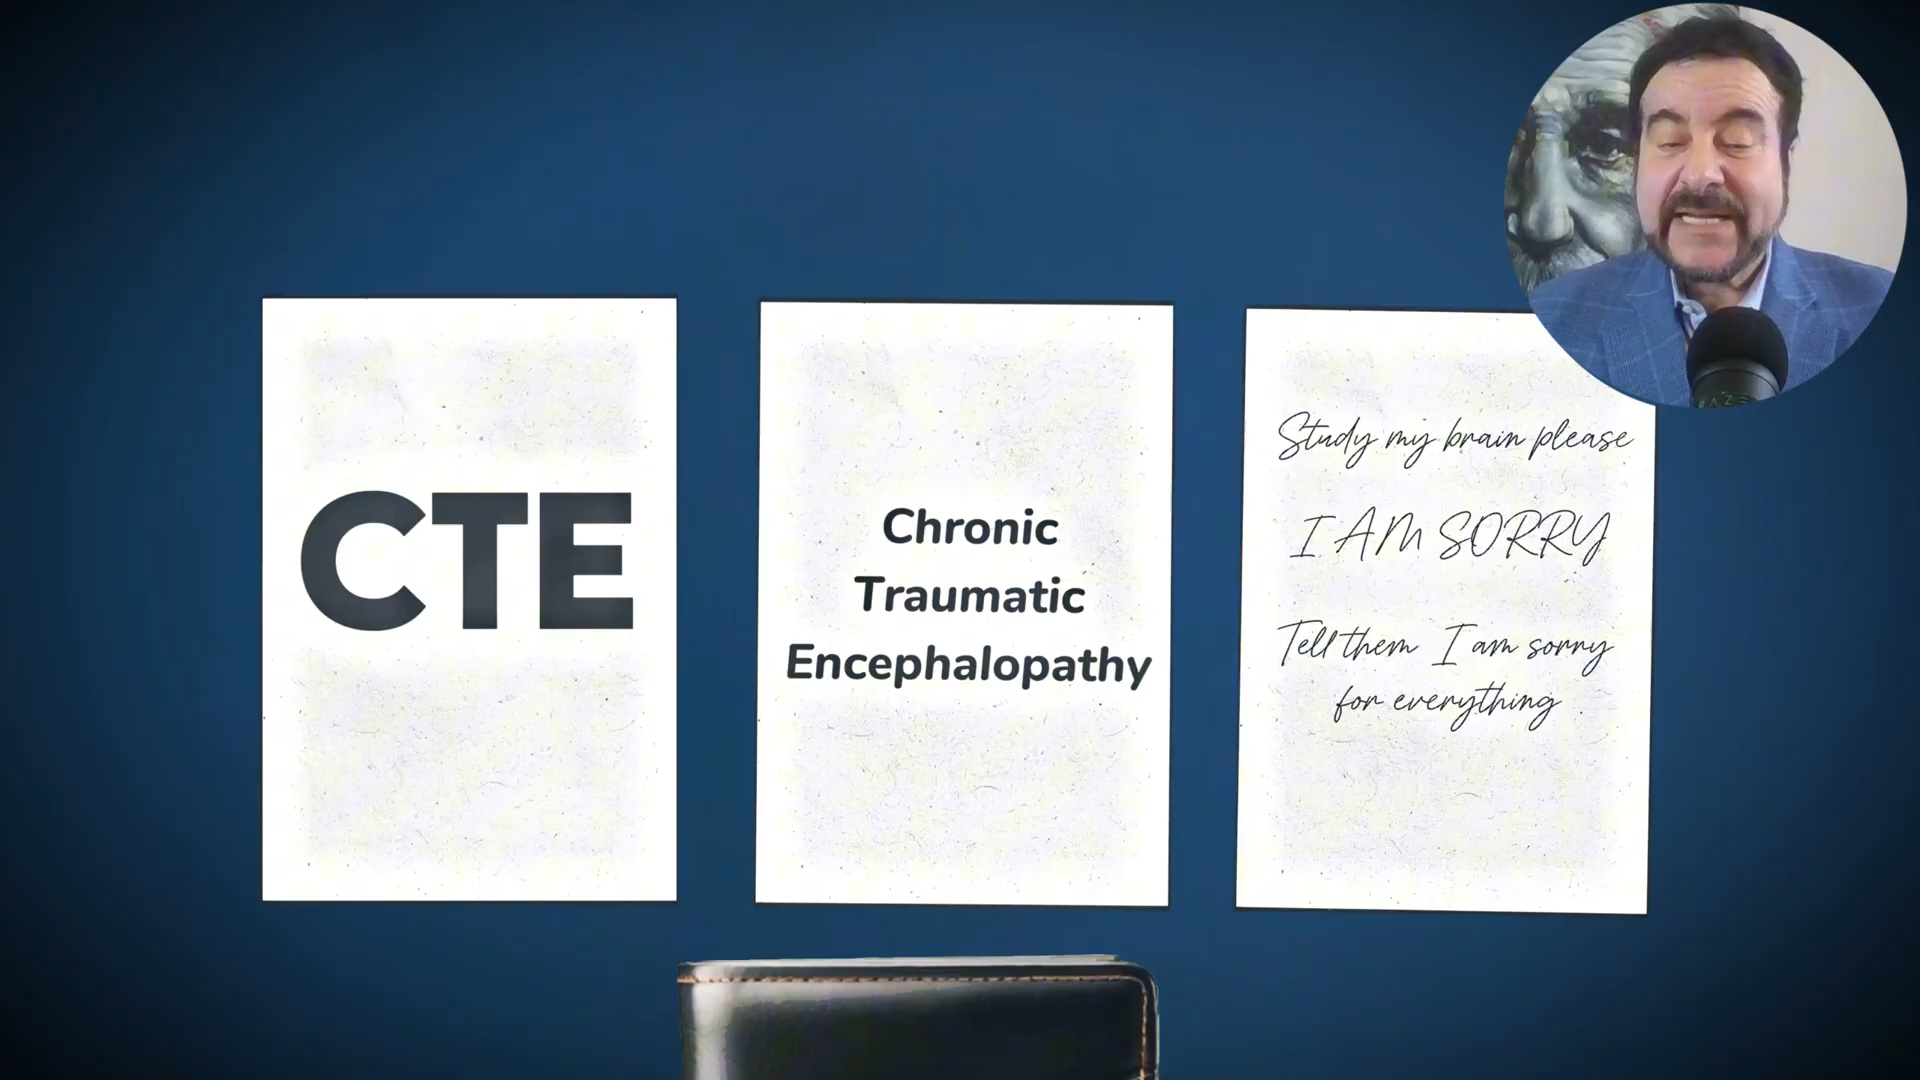 CTE
Chronic
Traumatic
Encephalopathy
Study my brain please
I AM SORRY
Tell them I am sorry
for everything